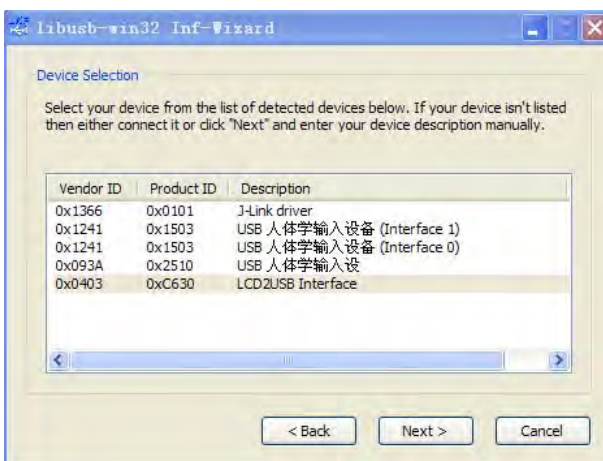 libusb-win32 Inf-Wizard
Device Selection
Select your device from the list of detected devices below. If your device isn't listed
then either connect it or click "Next" and enter your device description manually.
Vendor ID Product ID Description
0x1366 0x0101 J-Link driver
0x1241 0x1503 USB 人体学输入设备 (Interface 1)
0x1241 0x1503 USB 人体学输入设备 (Interface 0)
0x093A 0x2510 USB 人体学输入设
0x0403 0xC630 LCD2USB Interface
< Back Next > Cancel